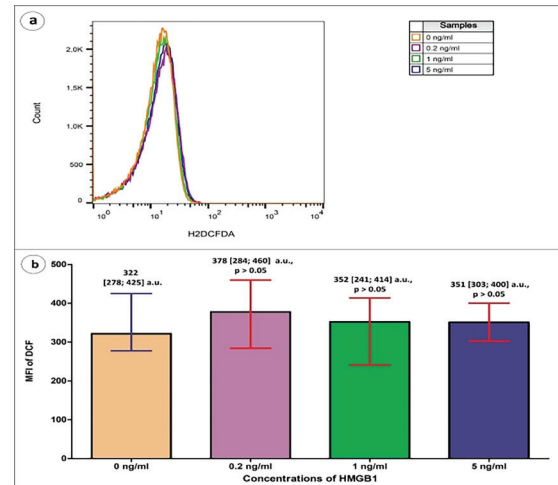 a
Samples
0 ng/ml
0.2 ng/ml
1 ng/ml
5 ng/ml
2,0K
1,5K
1,0K
500
0
Count
10^0
10^1
10^2
10^3
10^4
H2DCFDA
b
500
400
300
200
100
0
MFI of DCF
322
[278; 425] a.u.
378 [284; 460] a.u.,
p > 0.05
352 [241; 414] a.u.,
p > 0.05
351 [303; 400] a.u.,
p > 0.05
0 ng/ml
0.2 ng/ml
1 ng/ml
5 ng/ml
Concentrations of HMGB1